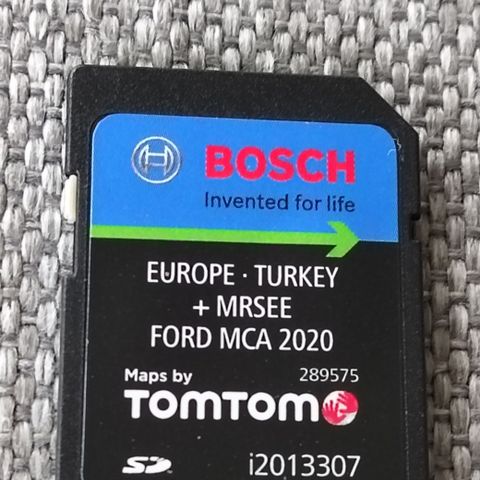 BOSCH
Invented for life
EUROPE · TURKEY
+ MRSEE
FORD MCA 2020
Maps by 289575
TOMTOM
SD
i2013307